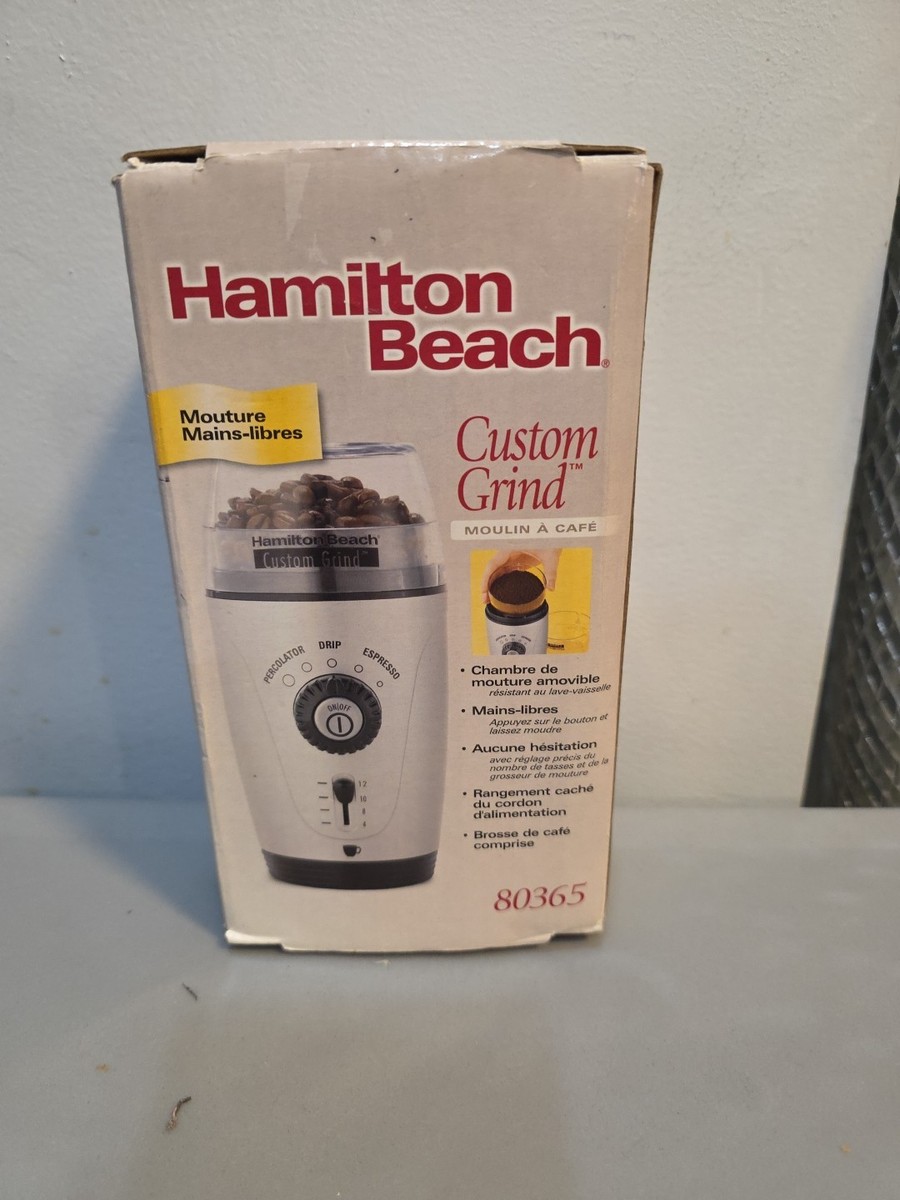 Hamilton
Beach®
Mouture
Mains-libres
Custom
Grind™
MOULIN À CAFÉ
Hamilton Beach®
Custom Grind™
PERCOLATOR
DRIP
ESPRESSO
ON/OFF
12
10
8
4
• Chambre de
mouture amovible
résistant au lave-vaisselle
• Mains-libres
Appuyez sur le bouton et
laissez moudre
• Aucune hésitation
avec réglage précis du
nombre de tasses et de la
grosseur de mouture
• Rangement caché
du cordon
d'alimentation
• Brosse de café
comprise
80365